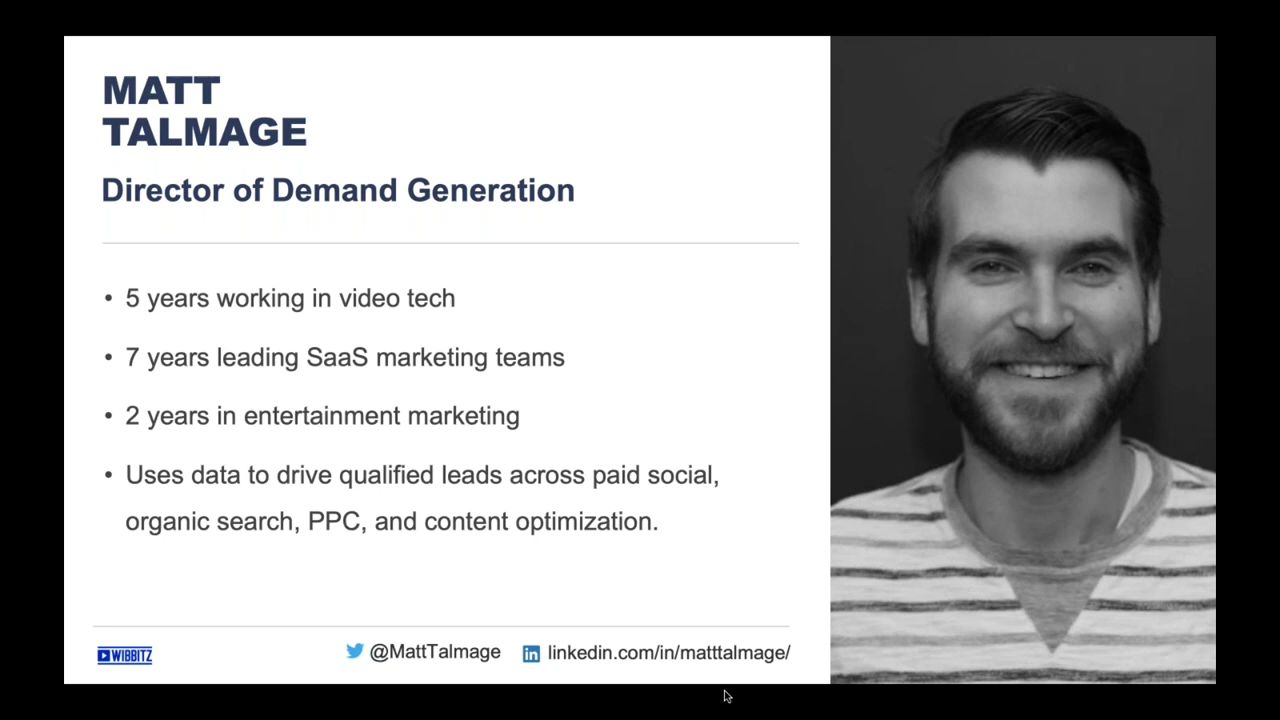 MATT
TALMAGE
Director of Demand Generation
• 5 years working in video tech
• 7 years leading SaaS marketing teams
• 2 years in entertainment marketing
• Uses data to drive qualified leads across paid social,
organic search, PPC, and content optimization.
WIBBITZ @MattTalmage in linkedin.com/in/matttalmage/